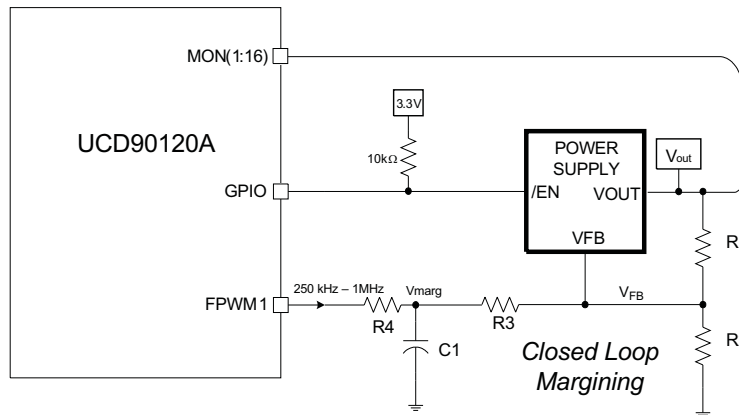 MON(1:16)
3.3V
UCD90120A
10kΩ
POWER
SUPPLY
Vout
GPIO
/EN
VOUT
R
VFB
FPWM1
250 kHz – 1MHz
Vmarg
VFB
R4
R3
R
C1
Closed Loop
Margining